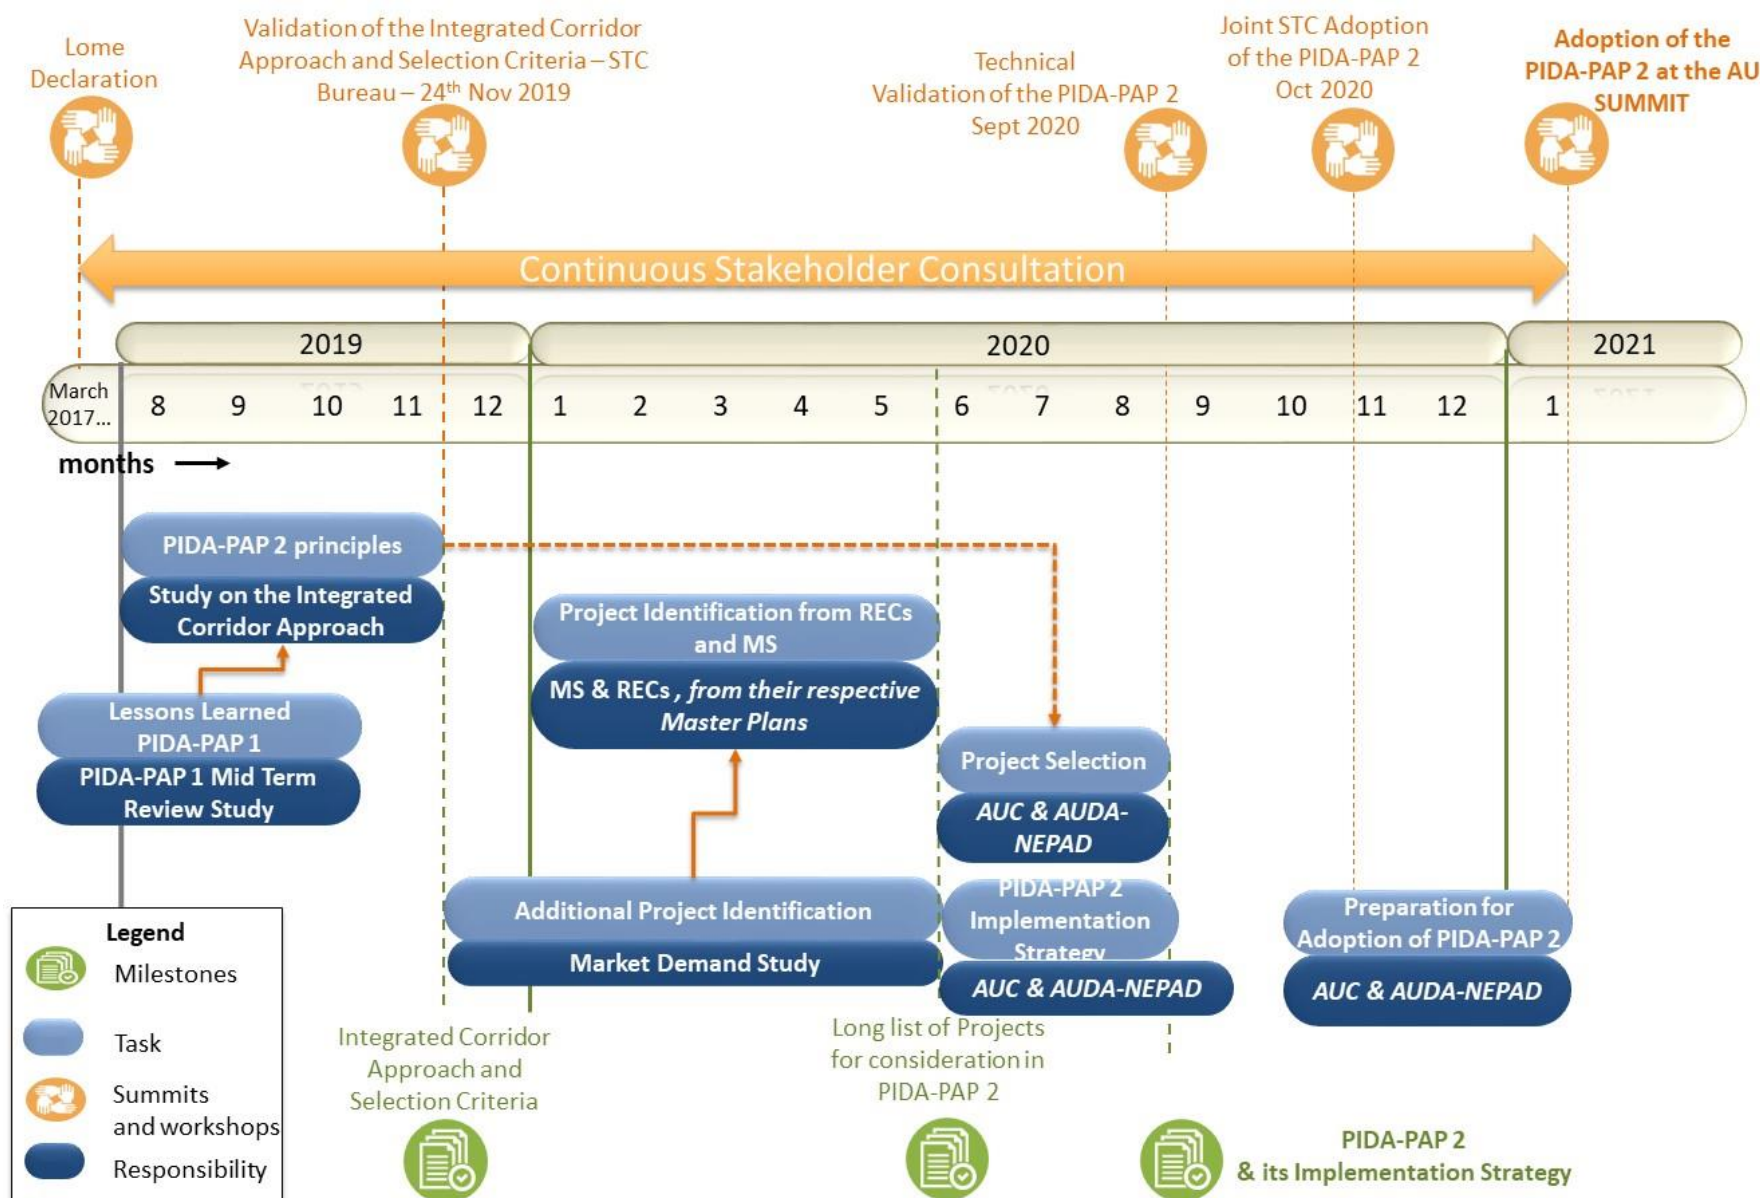 Lome
Declaration
Validation of the Integrated Corridor
Approach and Selection Criteria – STC
Bureau – 24th Nov 2019
Technical
Validation of the PIDA-PAP 2
Sept 2020
Joint STC Adoption
of the PIDA-PAP 2
Oct 2020
Adoption of the
PIDA-PAP 2 at the AU
SUMMIT
Continuous Stakeholder Consultation
2019
2020
2021
March
2017...
8 9 10 11 12 1 2 3 4 5 6 7 8 9 10 11 12 1
months
PIDA-PAP 2 principles
Study on the Integrated
Corridor Approach
Lessons Learned
PIDA-PAP 1
PIDA-PAP 1 Mid Term
Review Study
Project Identification from RECs
and MS
MS & RECs , from their respective
Master Plans
Project Selection
AUC & AUDA-
NEPAD
Additional Project Identification
Market Demand Study
PIDA-PAP 2
Implementation
Strategy
AUC & AUDA-NEPAD
Preparation for
Adoption of PIDA-PAP 2
AUC & AUDA-NEPAD
Legend
Milestones
Task
Summits
and workshops
Responsibility
Integrated Corridor
Approach and
Selection Criteria
Long list of Projects
for consideration in
PIDA-PAP 2
PIDA-PAP 2
& its Implementation Strategy